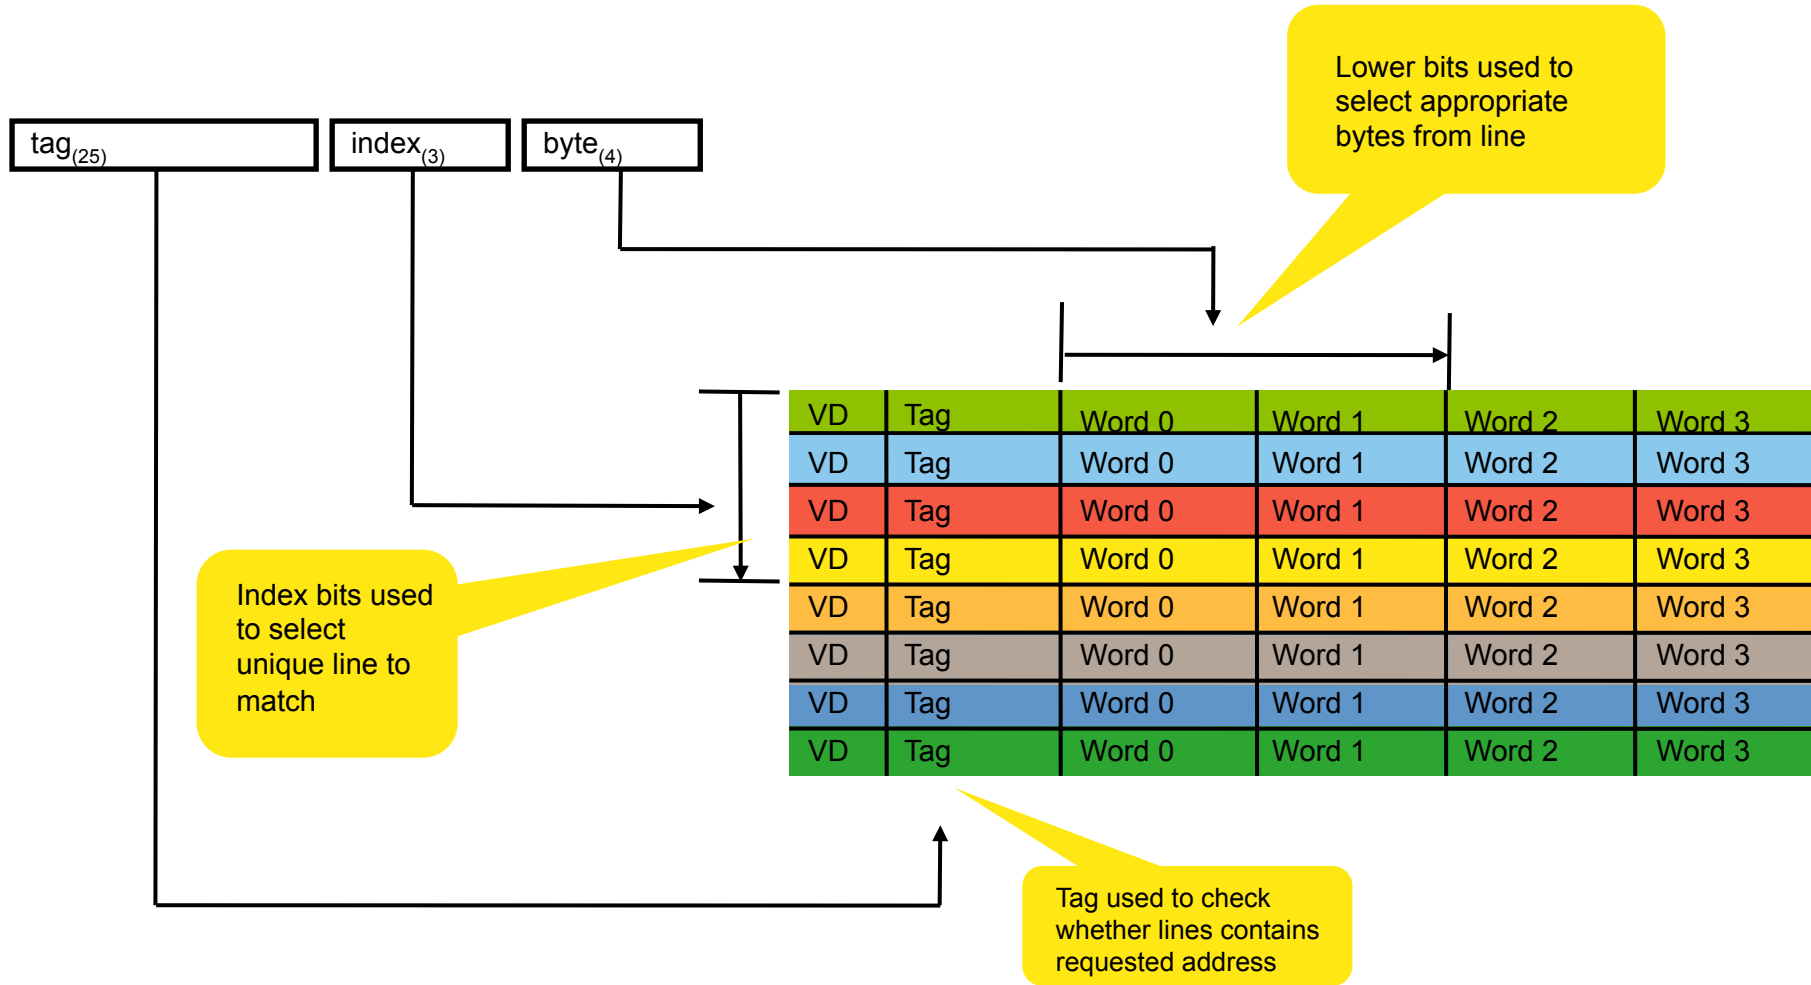 Lower bits used to
select appropriate
bytes from line
tag(25)
index(3)
byte(4)
VD Tag Word 0 Word 1 Word 2 Word 3
VD Tag Word 0 Word 1 Word 2 Word 3
VD Tag Word 0 Word 1 Word 2 Word 3
VD Tag Word 0 Word 1 Word 2 Word 3
VD Tag Word 0 Word 1 Word 2 Word 3
VD Tag Word 0 Word 1 Word 2 Word 3
VD Tag Word 0 Word 1 Word 2 Word 3
VD Tag Word 0 Word 1 Word 2 Word 3
Index bits used
to select
unique line to
match
Tag used to check
whether lines contains
requested address